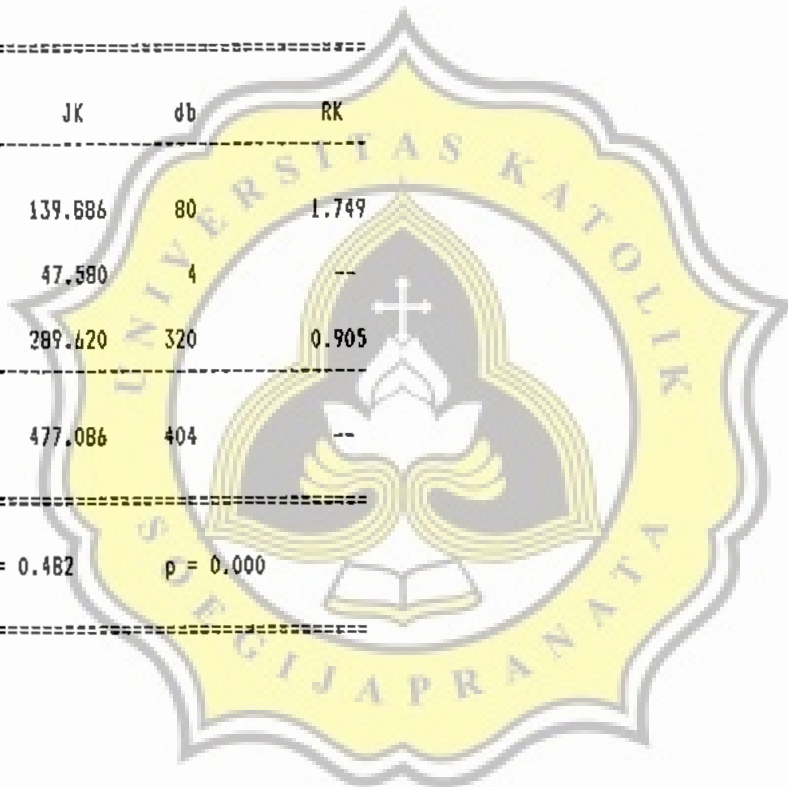 JK db RK
139.686 80 1.749
47.580 4 --
289.620 320 0.905
477.086 404 --
= 0.482 p = 0.000
UNIVERSITAS KATOLIK
SOEGIJAPRANATA